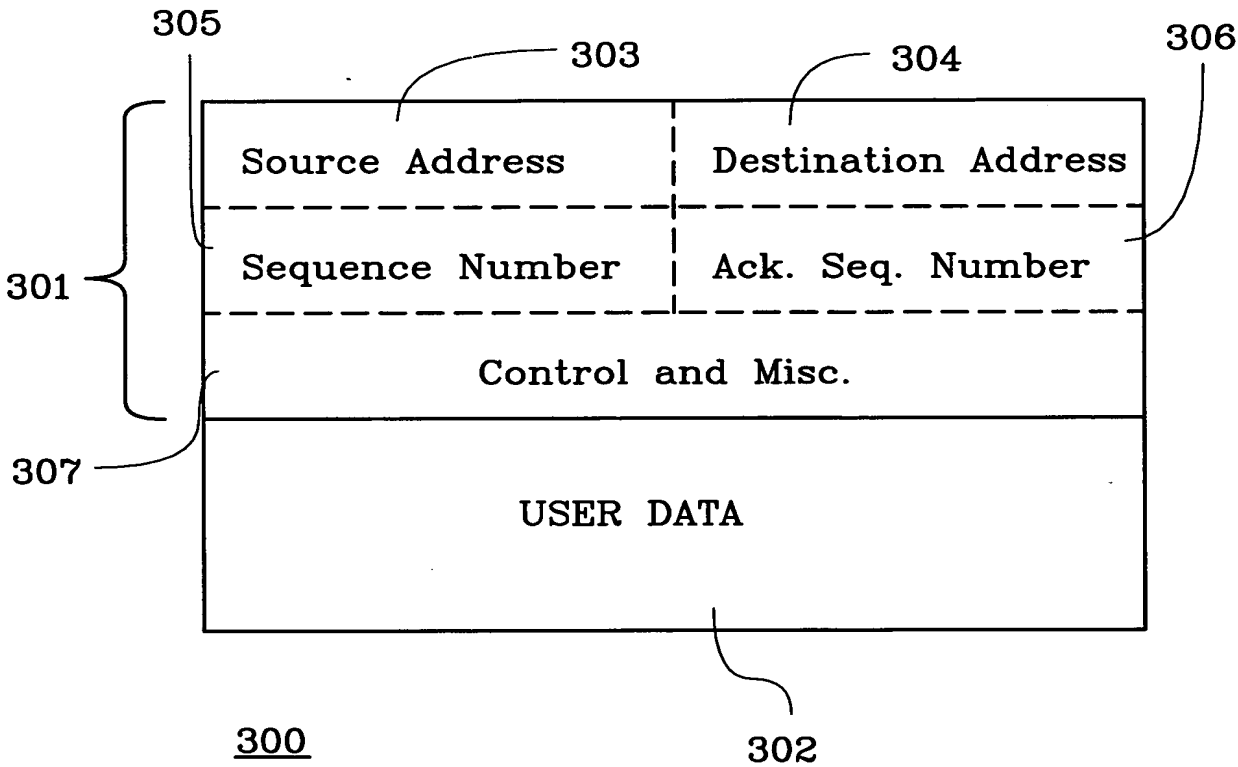 305
303
304
306
Source Address
Destination Address
301
Sequence Number
Ack. Seq. Number
307
Control and Misc.
USER DATA
300
302